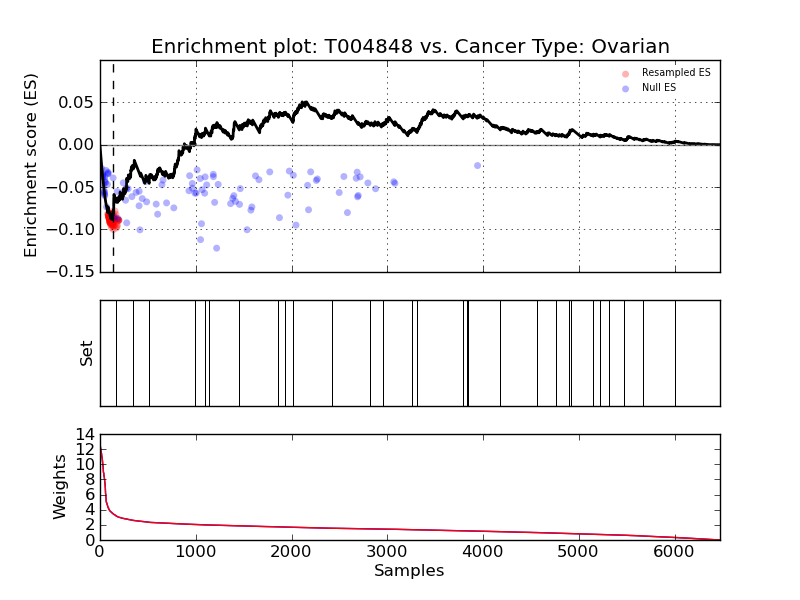 Enrichment plot: T004848 vs. Cancer Type: Ovarian
Resampled ES
Null ES
Enrichment score (ES)
0.05
0.00
−0.05
−0.10
−0.15
Set
Weights
14
12
10
8
6
4
2
0
0 1000 2000 3000 4000 5000 6000
Samples